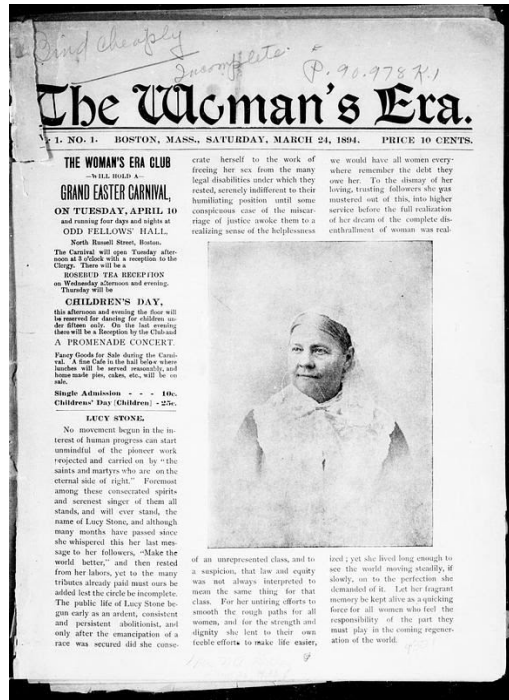 Bind cheaply
Incomplete.
P. 90.978 K.1
The Woman's Era.
1. NO. 1. BOSTON, MASS., SATURDAY, MARCH 24, 1894. PRICE 10 CENTS.
THE WOMAN'S ERA CLUB
—WILL HOLD A—
GRAND EASTER CARNIVAL,
ON TUESDAY, APRIL 10
and running four days and nights at
ODD FELLOWS' HALL,
North Russell Street, Boston.
The Carnival will open Tuesday after-
noon at 3 o'clock with a reception to the
Clergy. There will be a
ROSEBUD TEA RECEPTION
on Wednesday afternoon and evening.
Thursday will be
CHILDREN'S DAY,
this afternoon and evening the floor will
be reserved for dancing for children un-
der fifteen only. On the last evening
there will be a Reception by the Club and
A PROMENADE CONCERT.
Fancy Goods for Sale during the Carni-
val. A fine Cafe in the hall below where
lunches will be served reasonably, and
home made pies, cakes, etc., will be on
sale.
Single Admission - - - 10c.
Childrens' Day [Children] - 25c.
LUCY STONE.
No movement begun in the in-
terest of human progress can start
unmindful of the pioneer work
projected and carried on by "the
saints and martyrs who are on the
eternal side of right." Foremost
among these consecrated spirits
and serenest singer of them all
stands, and will ever stand, the
name of Lucy Stone, and although
many months have passed since
she whispered this her last mes-
sage to her followers, "Make the
world better," and then rested
from her labors, yet to the many
tributes already paid must ours be
added lest the circle be incomplete.
The public life of Lucy Stone be-
gun early as an ardent, consistent
and persistent abolitionist, and
only after the emancipation of a
race was secured did she conse-
crate herself to the work of
freeing her sex from the many
legal disabilities under which they
rested, serenely indifferent to their
humiliating position until some
conspicuous case of the miscar-
riage of justice awoke them to a
realizing sense of the helplessness
of an unrepresented class, and to
a suspicion, that law and equity
was not always interpreted to
mean the same thing for that
class. For her untiring efforts to
smooth the rough paths for all
women, and for the strength and
dignity she lent to their own
feeble efforts to make life easier,
we would have all women every-
where remember the debt they
owe her. To the dismay of her
loving, trusting followers she was
mustered out of this, into higher
service before the full realization
of her dream of the complete dis-
enthrallment of woman was real-
ized; yet she lived long enough to
see the world moving steadily, if
slowly, on to the perfection she
demanded of it. Let her fragrant
memory be kept alive as a quicking
force for all women who feel the
responsibility of the part they
must play in the coming regener-
ation of the world.